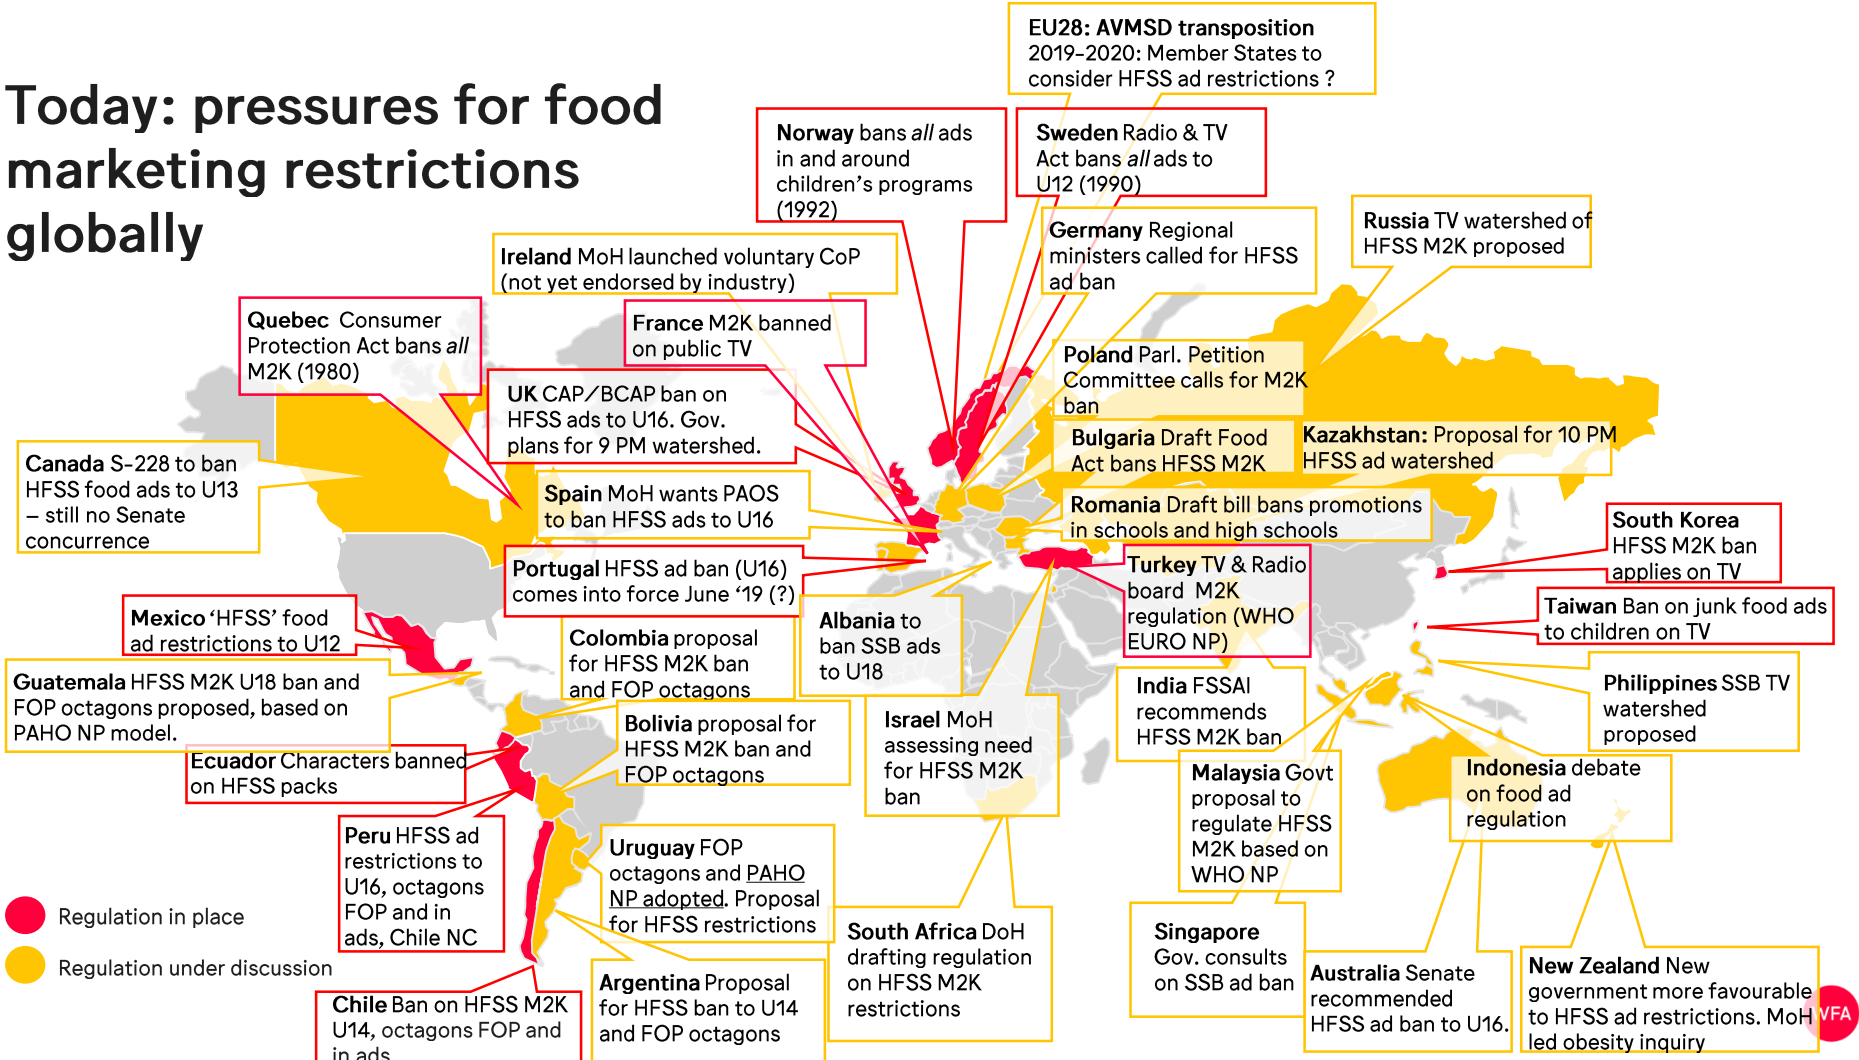 Today: pressures for food
marketing restrictions
globally
EU28: AVMSD transposition
2019-2020: Member States to
consider HFSS ad restrictions ?
Norway bans all ads
in and around
children's programs
(1992)
Sweden Radio & TV
Act bans all ads to
U12 (1990)
Germany Regional
ministers called for HFSS
ad ban
Russia TV watershed of
HFSS M2K proposed
Ireland MoH launched voluntary CoP
(not yet endorsed by industry)
Quebec Consumer
Protection Act bans all
M2K (1980)
France M2K banned
on public TV
UK CAP/BCAP ban on
HFSS ads to U16. Gov.
plans for 9 PM watershed.
Poland Parl. Petition
Committee calls for M2K
ban
Bulgaria Draft Food
Act bans HFSS M2K
Kazakhstan: Proposal for 10 PM
HFSS ad watershed
Canada S-228 to ban
HFSS food ads to U13
– still no Senate
concurrence
Spain MoH wants PAOS
to ban HFSS ads to U16
Romania Draft bill bans promotions
in schools and high schools
South Korea
HFSS M2K ban
applies on TV
Portugal HFSS ad ban (U16)
comes into force June '19 (?)
Turkey TV & Radio
board M2K
regulation (WHO
EURO NP)
Mexico 'HFSS' food
ad restrictions to U12
Taiwan Ban on junk food ads
to children on TV
Colombia proposal
for HFSS M2K ban
and FOP octagons
Albania to
ban SSB ads
to U18
Guatemala HFSS M2K U18 ban and
FOP octagons proposed, based on
PAHO NP model.
India FSSAI
recommends
HFSS M2K ban
Philippines SSB TV
watershed
proposed
Bolivia proposal for
HFSS M2K ban and
FOP octagons
Israel MoH
assessing need
for HFSS M2K
ban
Ecuador Characters banned
on HFSS packs
Malaysia Govt
proposal to
regulate HFSS
M2K based on
WHO NP
Indonesia debate
on food ad
regulation
Peru HFSS ad
restrictions to
U16, octagons
FOP and in
ads, Chile NC
Uruguay FOP
octagons and PAHO
NP adopted. Proposal
for HFSS restrictions
Regulation in place
Regulation under discussion
South Africa DoH
drafting regulation
on HFSS M2K
restrictions
Singapore
Gov. consults
on SSB ad ban
Australia Senate
recommended
HFSS ad ban to U16.
New Zealand New
government more favourable
to HFSS ad restrictions. MoH
led obesity inquiry
Argentina Proposal
for HFSS ban to U14
and FOP octagons
Chile Ban on HFSS M2K
U14, octagons FOP and
in ads
WFA